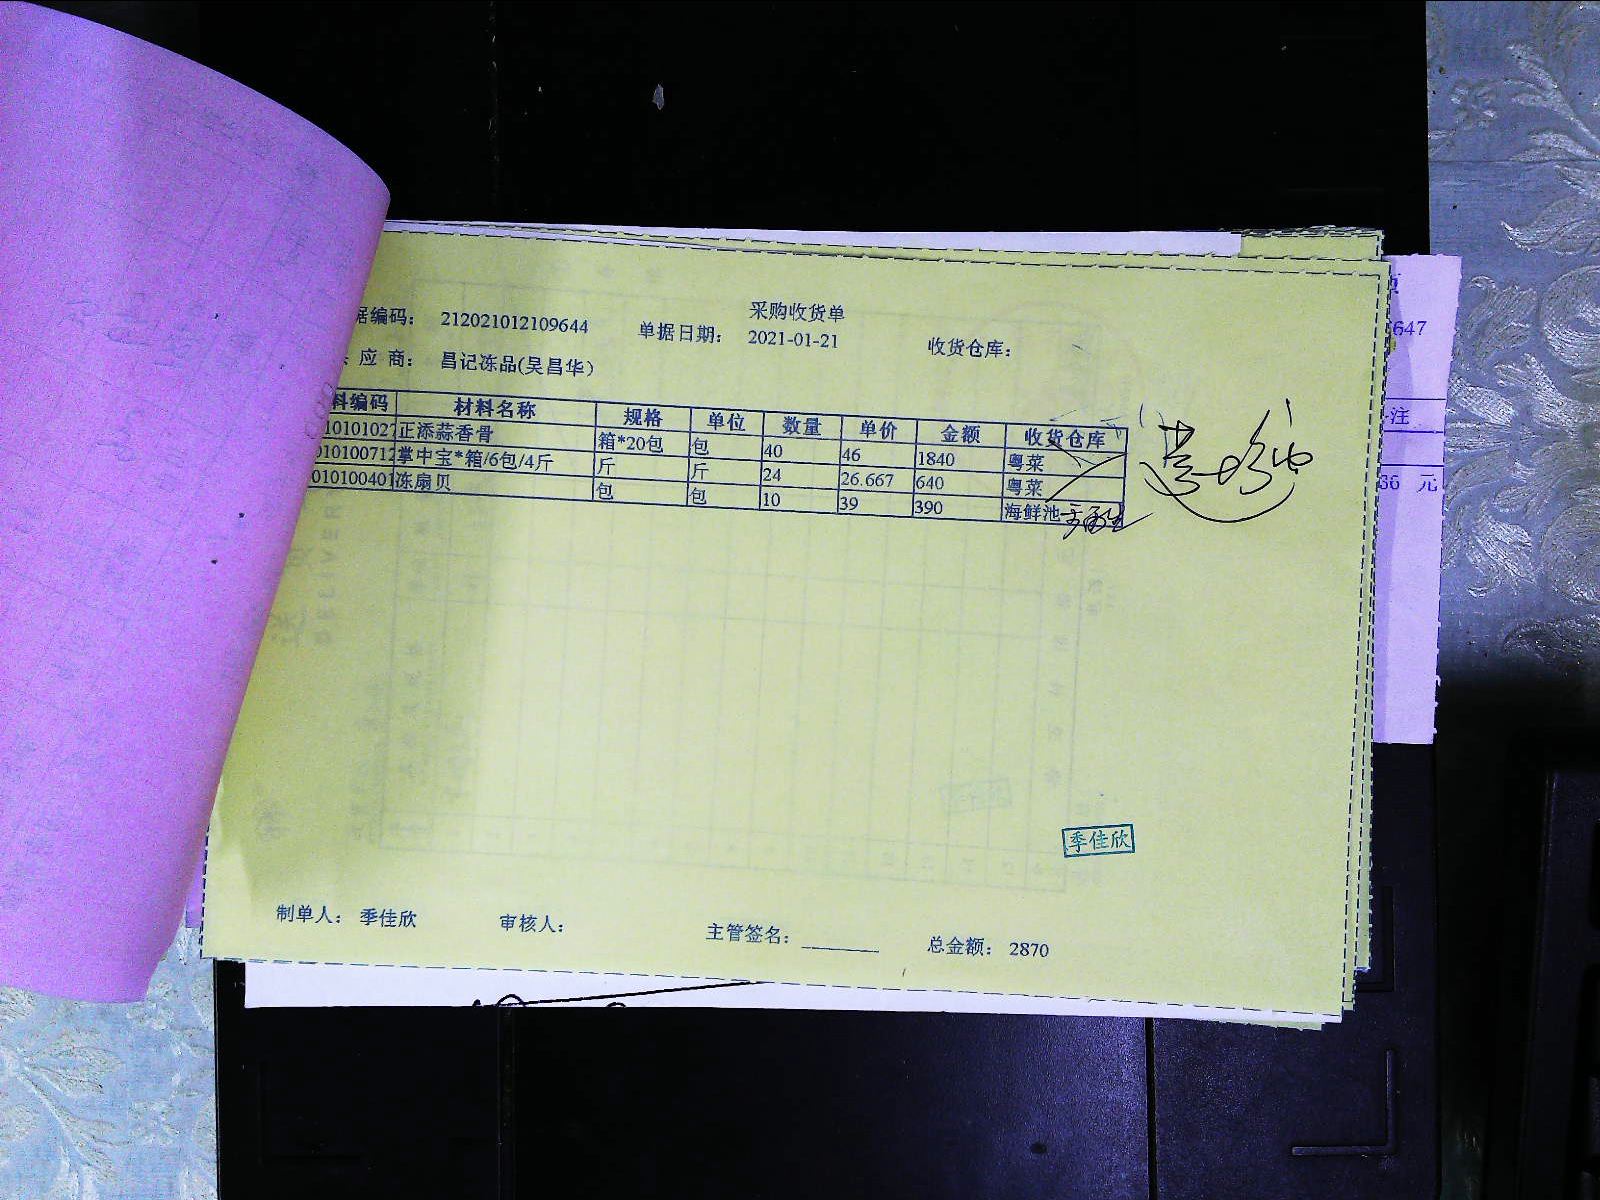 采购收货单
据编码： 212021012109644 单据日期： 2021-01-21 收货仓库：
应 商： 昌记冻品(吴昌华)
料编码 材料名称 规格 单位 数量 单价 金额 收货仓库
10101027 正添蒜香骨 箱*20包 包 40 46 1840 粤菜
010100712 掌中宝*箱/6包/4斤 斤 斤 24 26.667 640 粤菜
010100401 冻扇贝 包 包 10 39 390 海鲜池
季佳欣
制单人： 季佳欣 审核人： 主管签名： 总金额： 2870
647
注
36 元